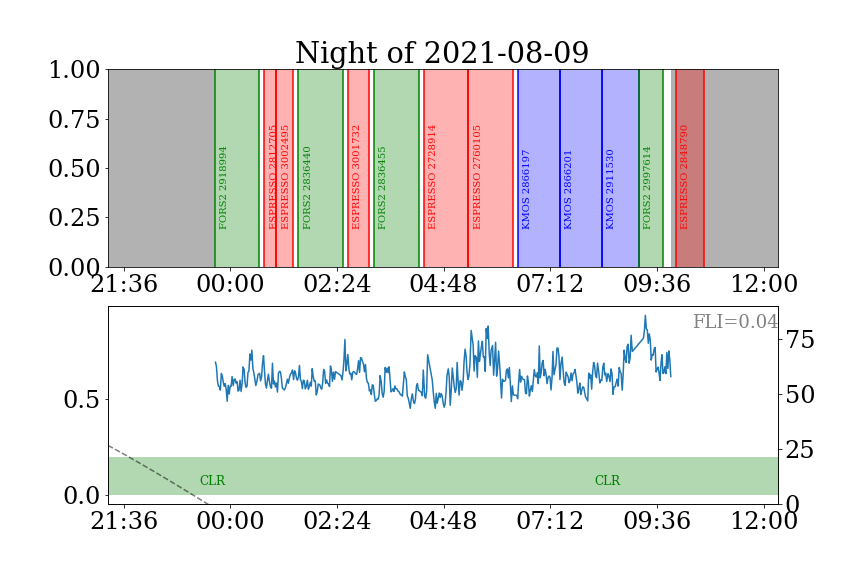 Night of 2021-08-09
1.00
0.75
0.50
0.25
0.00
FORS2 2918994
ESPRESSO 2812705
ESPRESSO 3002495
FORS2 2836440
ESPRESSO 3001732
FORS2 2836455
ESPRESSO 2728914
ESPRESSO 2760105
KMOS 2866197
KMOS 2866201
KMOS 2911530
FORS2 2997614
ESPRESSO 2848790
21:36 00:00 02:24 04:48 07:12 09:36 12:00
FLI=0.04
0.5
0.0
75
50
25
0
CLR CLR
21:36 00:00 02:24 04:48 07:12 09:36 12:00